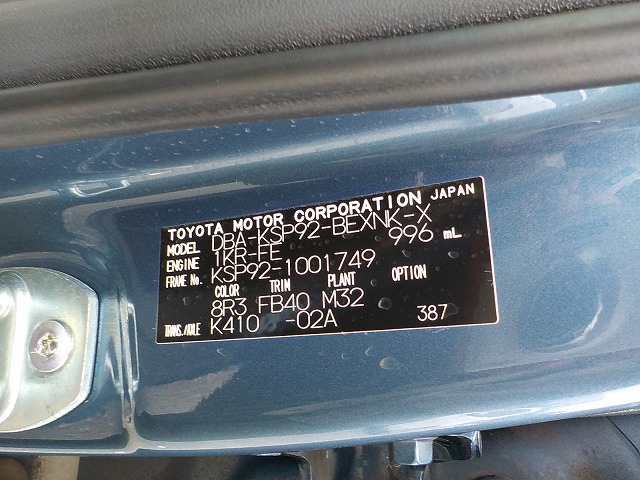 TOYOTA MOTOR CORPORATION JAPAN
MODEL DBA-KSP92-BEXNK-X
ENGINE 1KR-FE 996 mL
FRAME No. KSP92-1001749
COLOR TRIM PLANT OPTION
8R3 FB40 M32
TRANS./AXLE K410 -02A 387